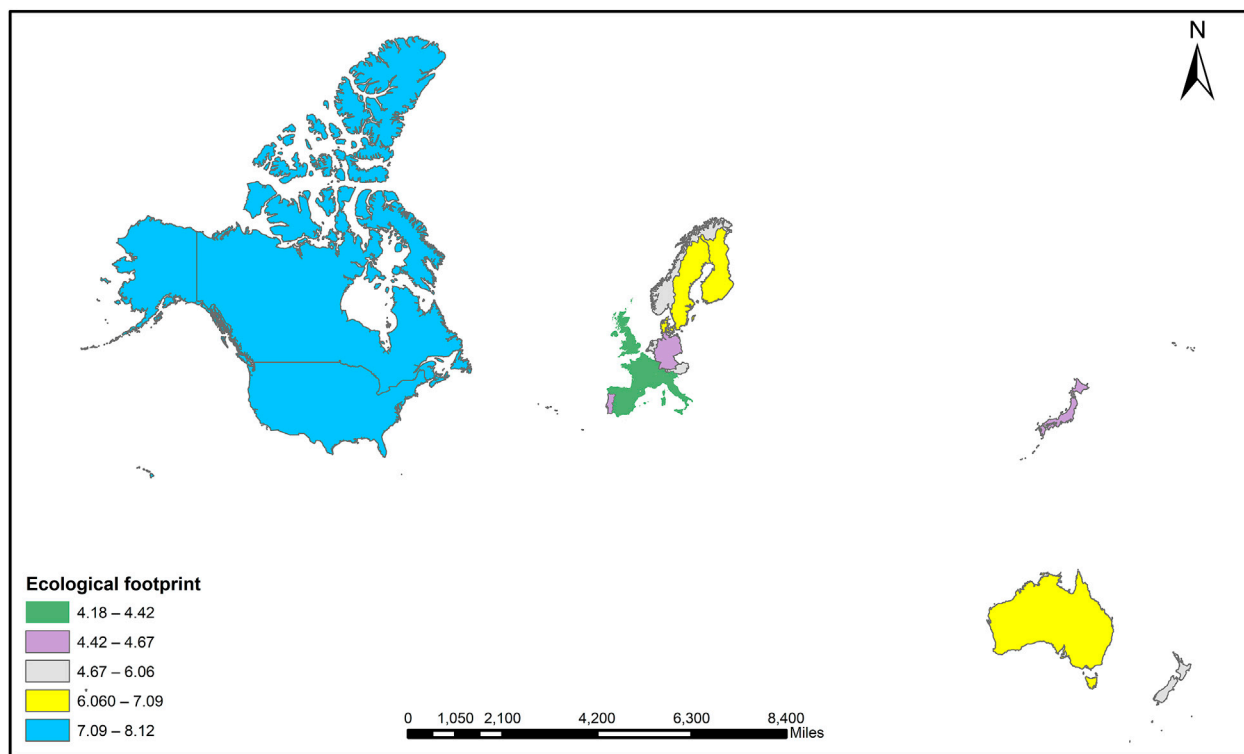 N
Ecological footprint
4.18 – 4.42
4.42 – 4.67
4.67 – 6.06
6.060 – 7.09
7.09 – 8.12
0 1,050 2,100 4,200 6,300 8,400
Miles